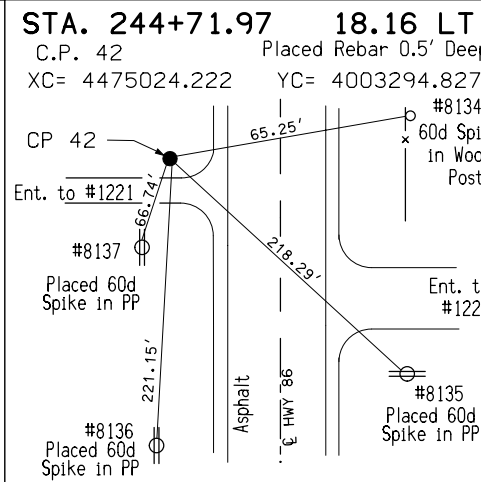 STA. 244+71.97 18.16 LT
C.P. 42 Placed Rebar 0.5' Deep
XC= 4475024.222 YC= 4003294.827
#8134
60d
in
Post
CP 42
65.25'
Ent. to #1221
66.74'
#8137
Placed 60d
Spike in PP
218.29'
Ent.
221.15'
Asphalt
℄ HWY 86
#8135
Placed 60d
Spike in PP
#8136
Placed 60d
Spike in PP